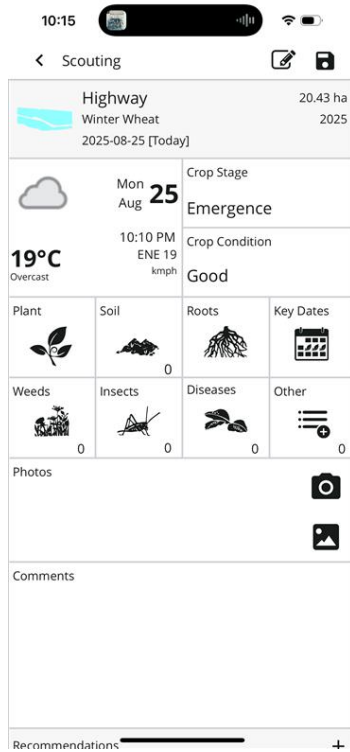 10:15
Scouting
Highway
20.43 ha
Winter Wheat
2025
2025-08-25 [Today]
Mon
Aug
25
10:10 PM
19°C
ENE 19
Overcast
kmph
Crop Stage
Emergence
Crop Condition
Good
Plant
Soil
0
Roots
Key Dates
Weeds
0
Insects
0
Diseases
0
Other
0
Photos
Comments
Recommendations
+